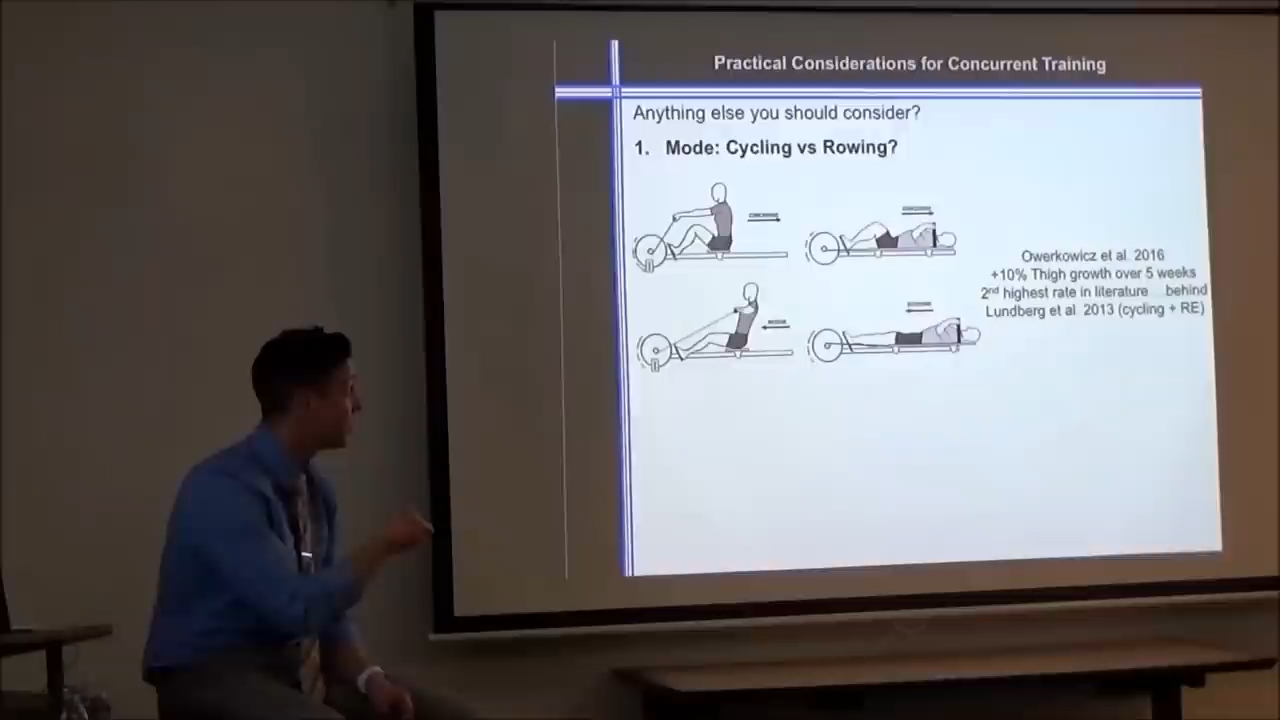 Practical Considerations for Concurrent Training
Anything else you should consider?
1. Mode: Cycling vs Rowing?
Owerkowicz et al. 2016
+10% Thigh growth over 5 weeks
2nd highest rate in literature behind
Lundberg et al. 2013 (cycling + RE)